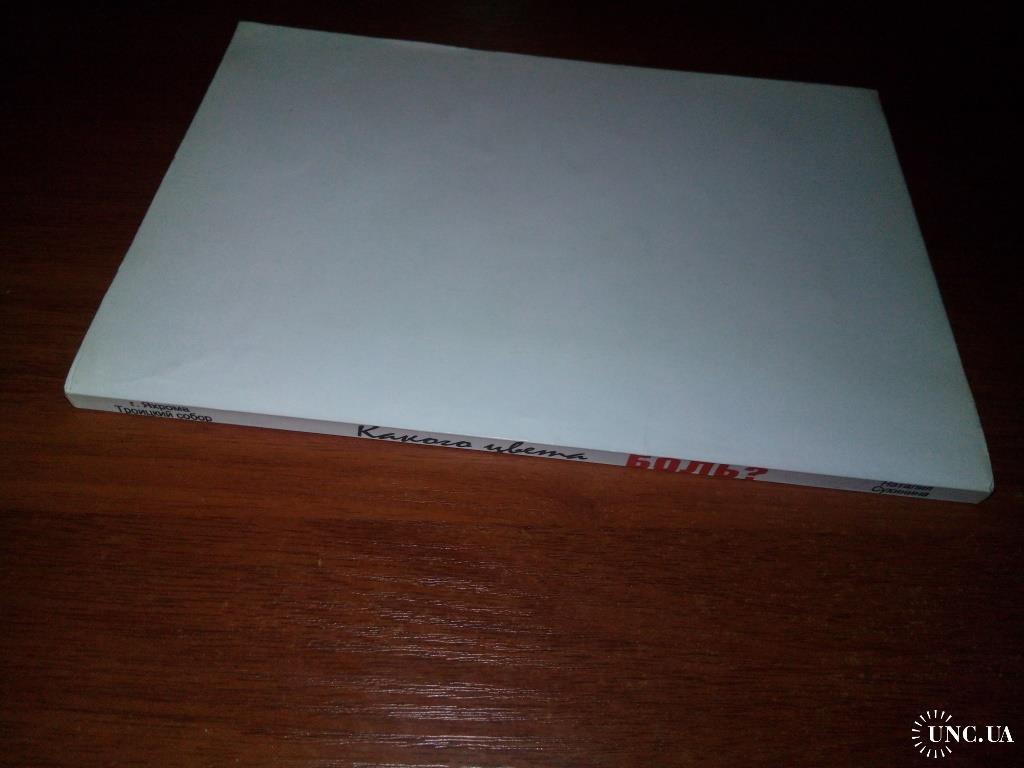 г. Яхрома
Троицкий собор
Какого цвета
БОЛЬ?
Наталия
Сухинина
UNC.UA